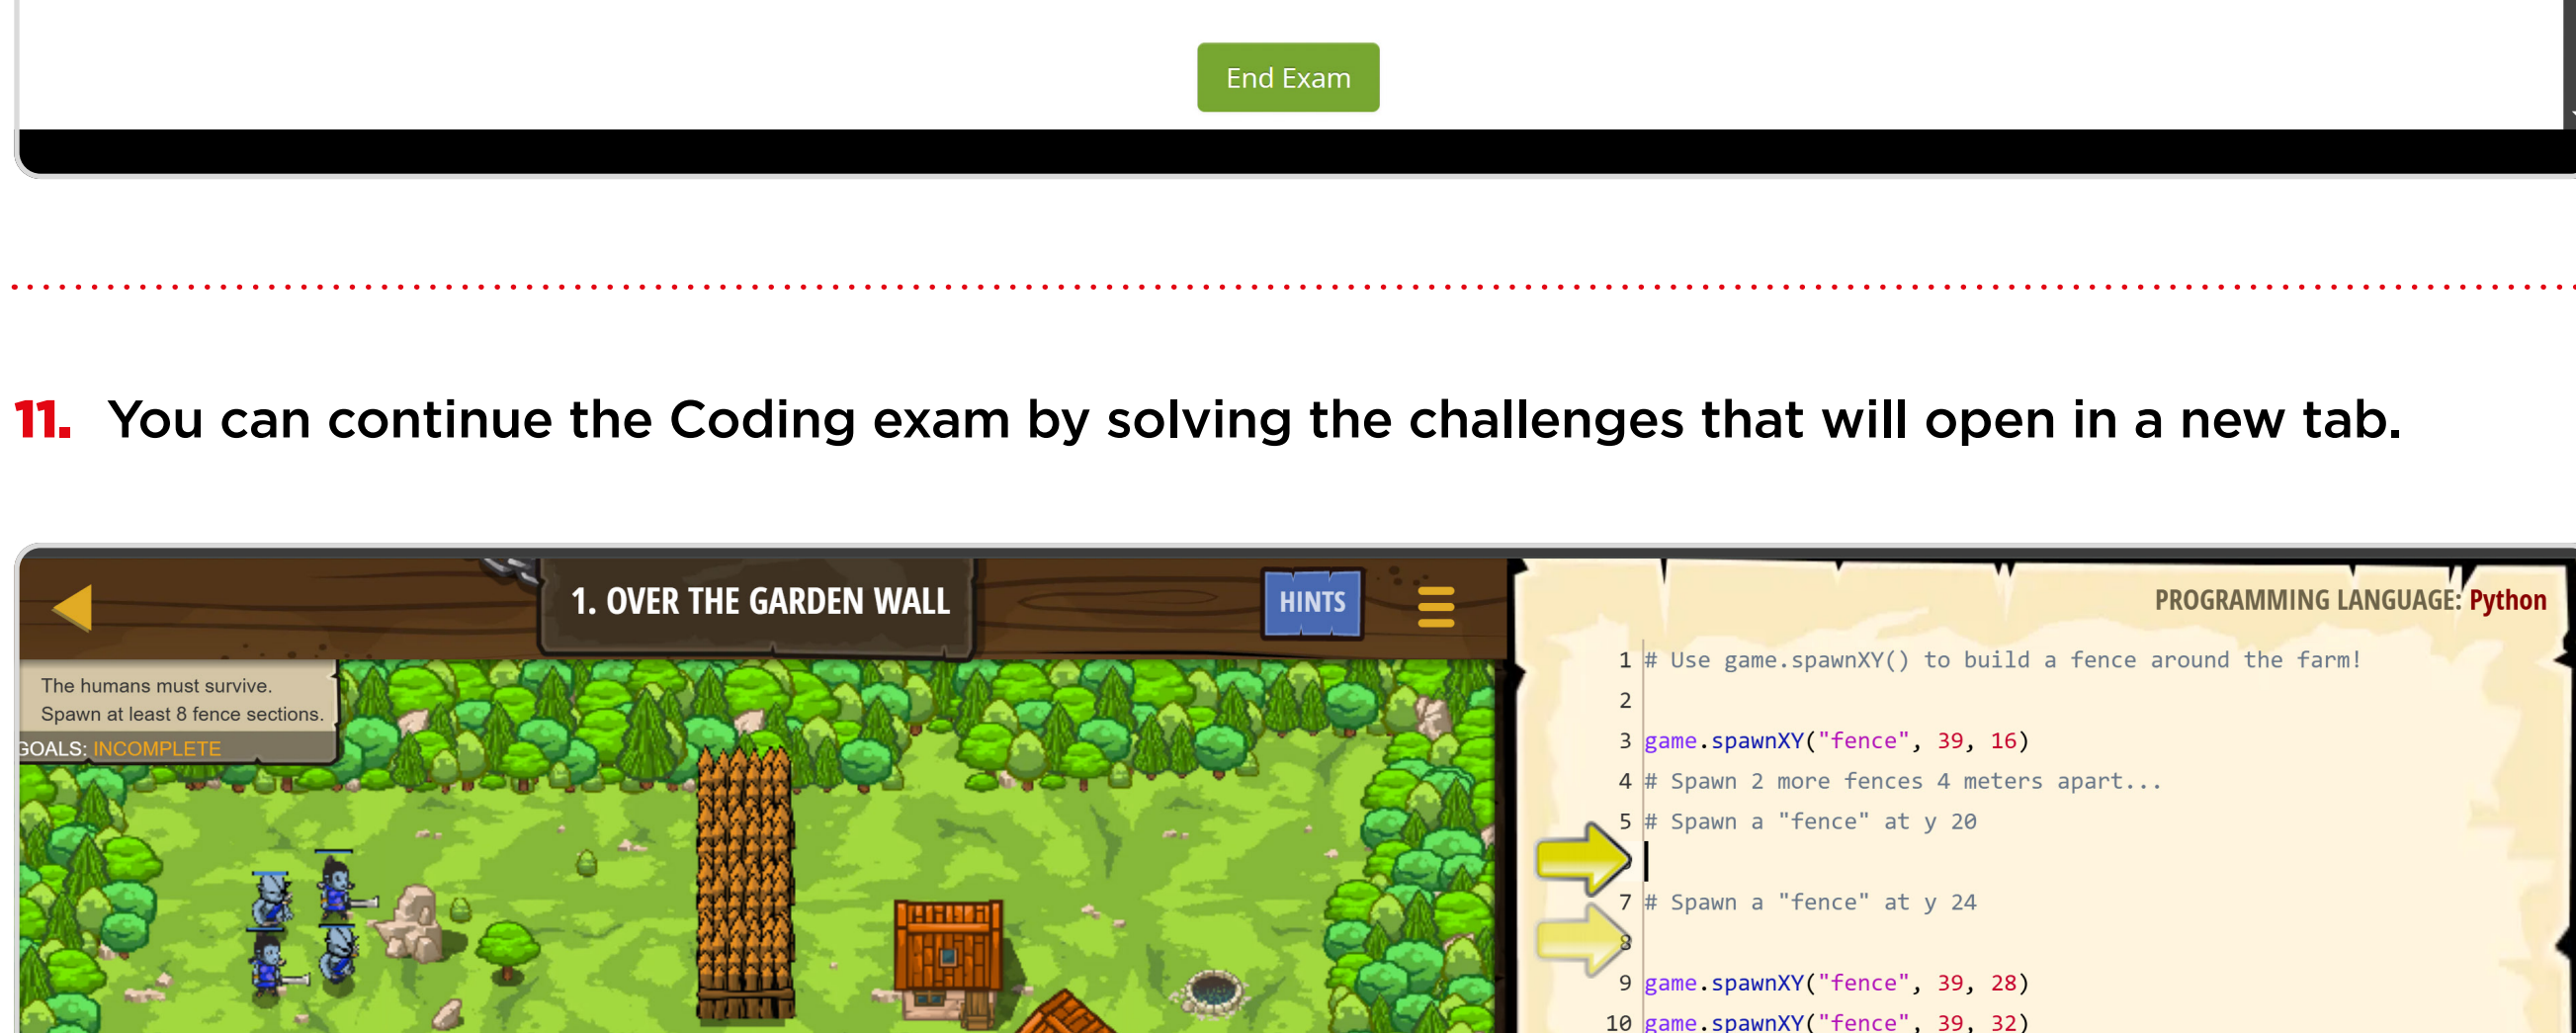 End Exam
11. You can continue the Coding exam by solving the challenges that will open in a new tab.
1. OVER THE GARDEN WALL
HINTS
PROGRAMMING LANGUAGE: Python
The humans must survive.
Spawn at least 8 fence sections.
GOALS: INCOMPLETE
1 # Use game.spawnXY() to build a fence around the farm!
2
3 game.spawnXY("fence", 39, 16)
4 # Spawn 2 more fences 4 meters apart...
5 # Spawn a "fence" at y 20
7 # Spawn a "fence" at y 24
8
9 game.spawnXY("fence", 39, 28)
10 game.spawnXY("fence", 39, 32)